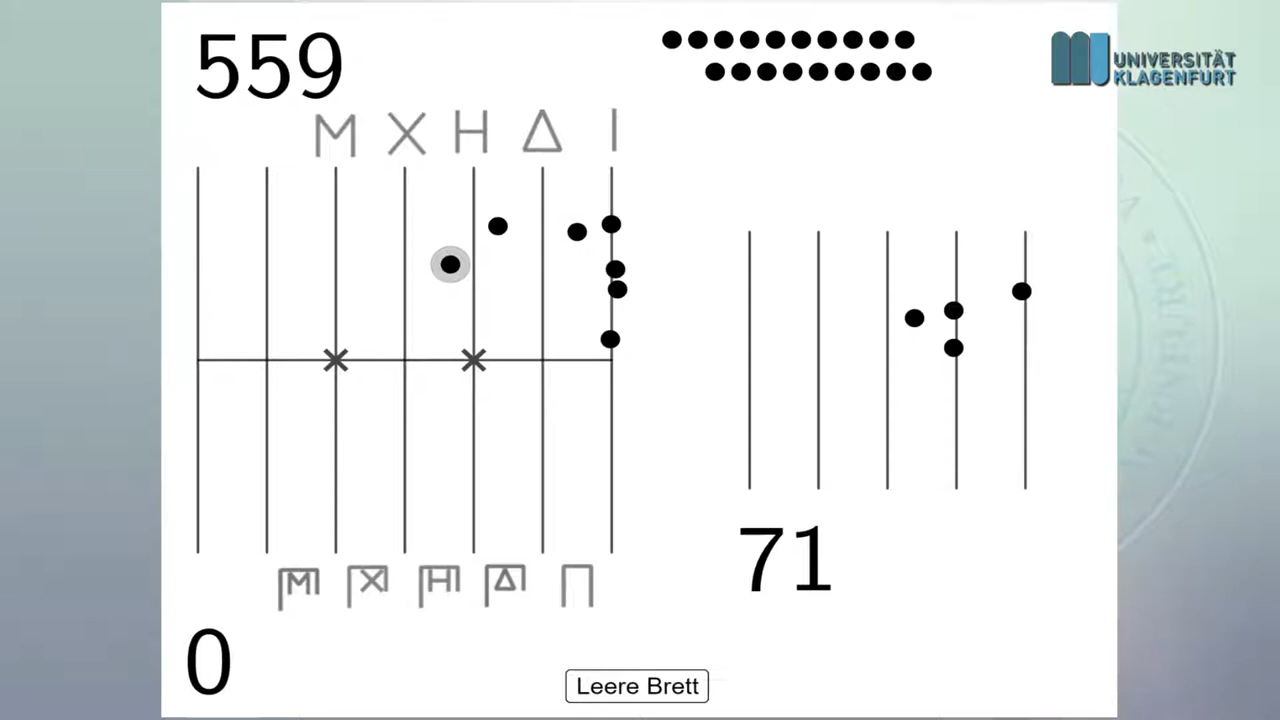 559
UNIVERSITÄT
KLAGENFURT
Μ Χ Η Δ Ι
71
𐅈 𐅆 𐅅 𐅄 Π
0
Leere Brett